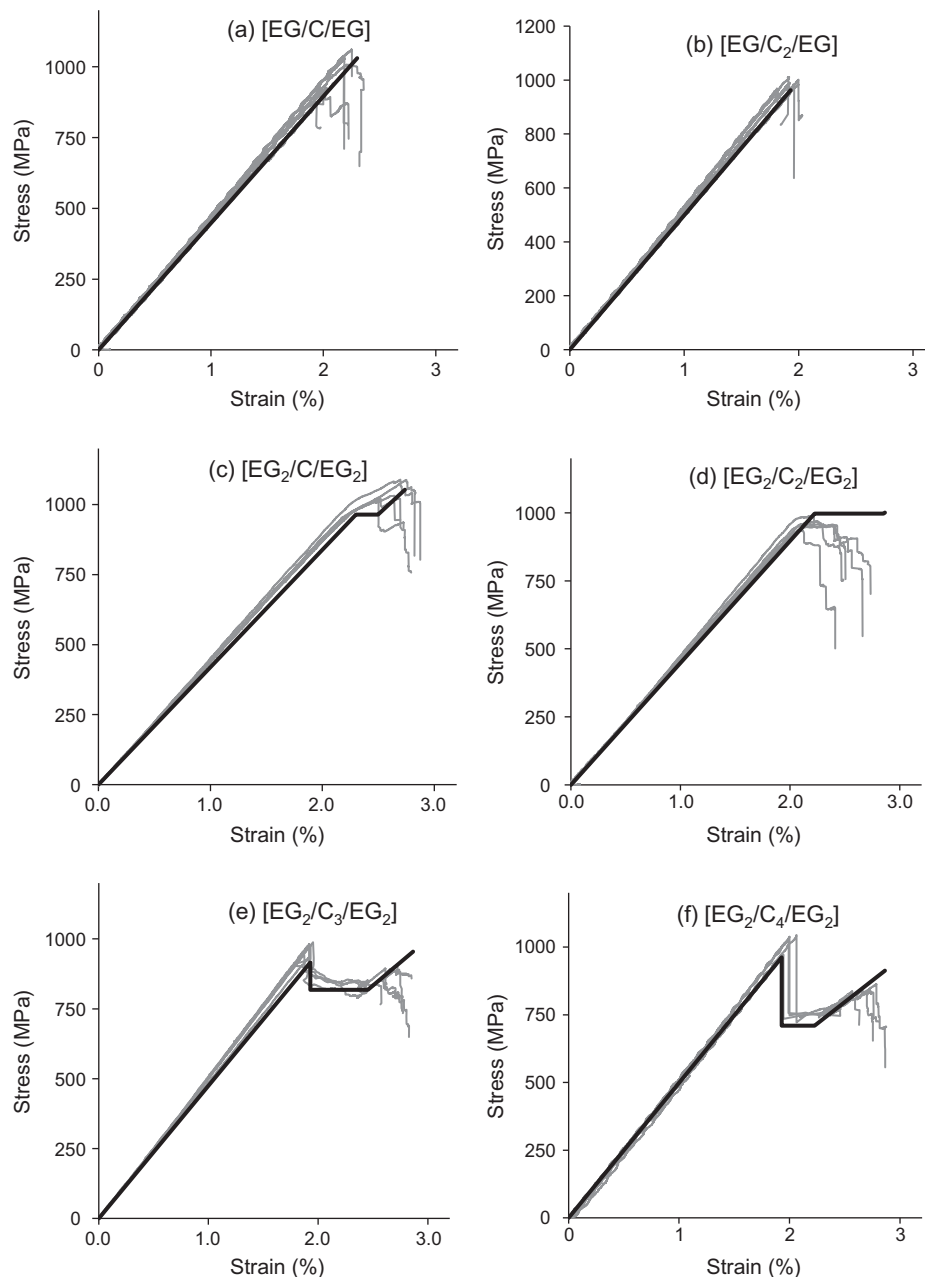 (a) [EG/C/EG]
Stress (MPa)
1000
750
500
250
0
0 1 2 3
Strain (%)
(b) [EG/C₂/EG]
Stress (MPa)
1200
1000
800
600
400
200
0
0 1 2 3
Strain (%)
(c) [EG₂/C/EG₂]
Stress (MPa)
1000
750
500
250
0
0.0 1.0 2.0 3.0
Strain (%)
(d) [EG₂/C₂/EG₂]
Stress (MPa)
1000
750
500
250
0
0.0 1.0 2.0 3.0
Strain (%)
(e) [EG₂/C₃/EG₂]
Stress (MPa)
1000
750
500
250
0
0.0 1.0 2.0 3.0
Strain (%)
(f) [EG₂/C₄/EG₂]
Stress (MPa)
1000
750
500
250
0
0 1 2 3
Strain (%)